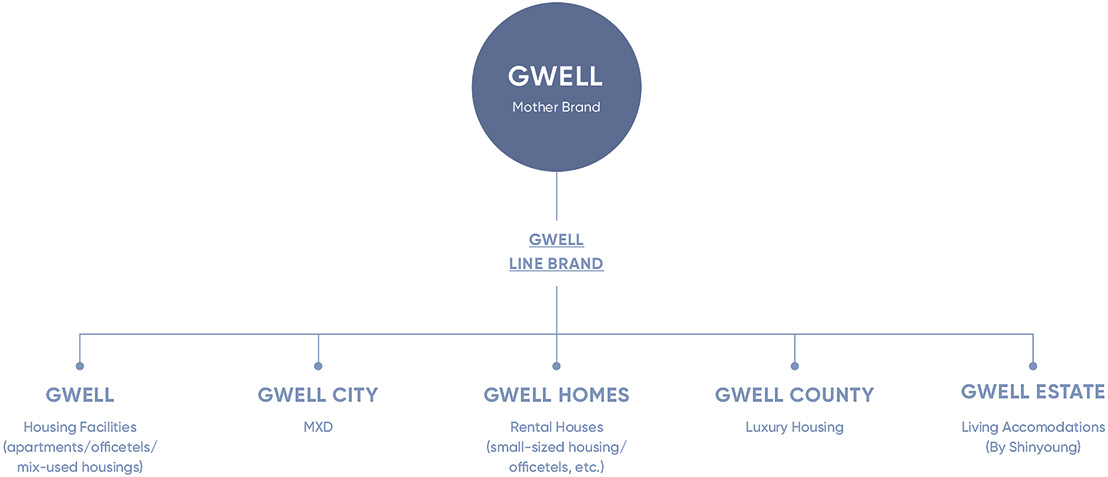 GWELL
Mother Brand
GWELL
LINE BRAND
GWELL
Housing Facilities
(apartments/officetels/
mix-used housings)
GWELL CITY
MXD
GWELL HOMES
Rental Houses
(small-sized housing/
officetels, etc.)
GWELL COUNTY
Luxury Housing
GWELL ESTATE
Living Accomodations
(By Shinyoung)